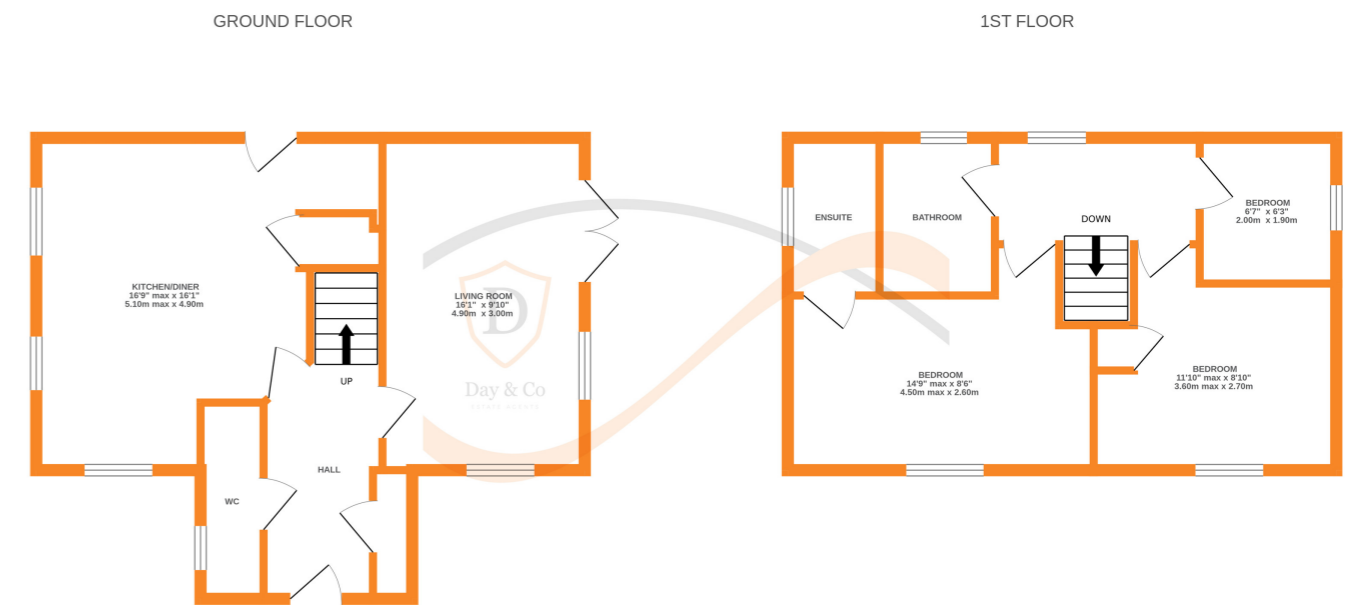 GROUND FLOOR
1ST FLOOR
KITCHEN/DINER
16'9" max x 16'1"
5.10m max x 4.90m
LIVING ROOM
16'1" x 9'10"
4.90m x 3.00m
UP
HALL
WC
D
Day & Co
ESTATE AGENTS
ENSUITE
BATHROOM
DOWN
BEDROOM
6'7" x 6'3"
2.00m x 1.90m
BEDROOM
14'9" max x 8'6"
4.50m max x 2.60m
BEDROOM
11'10" max x 8'10"
3.60m max x 2.70m